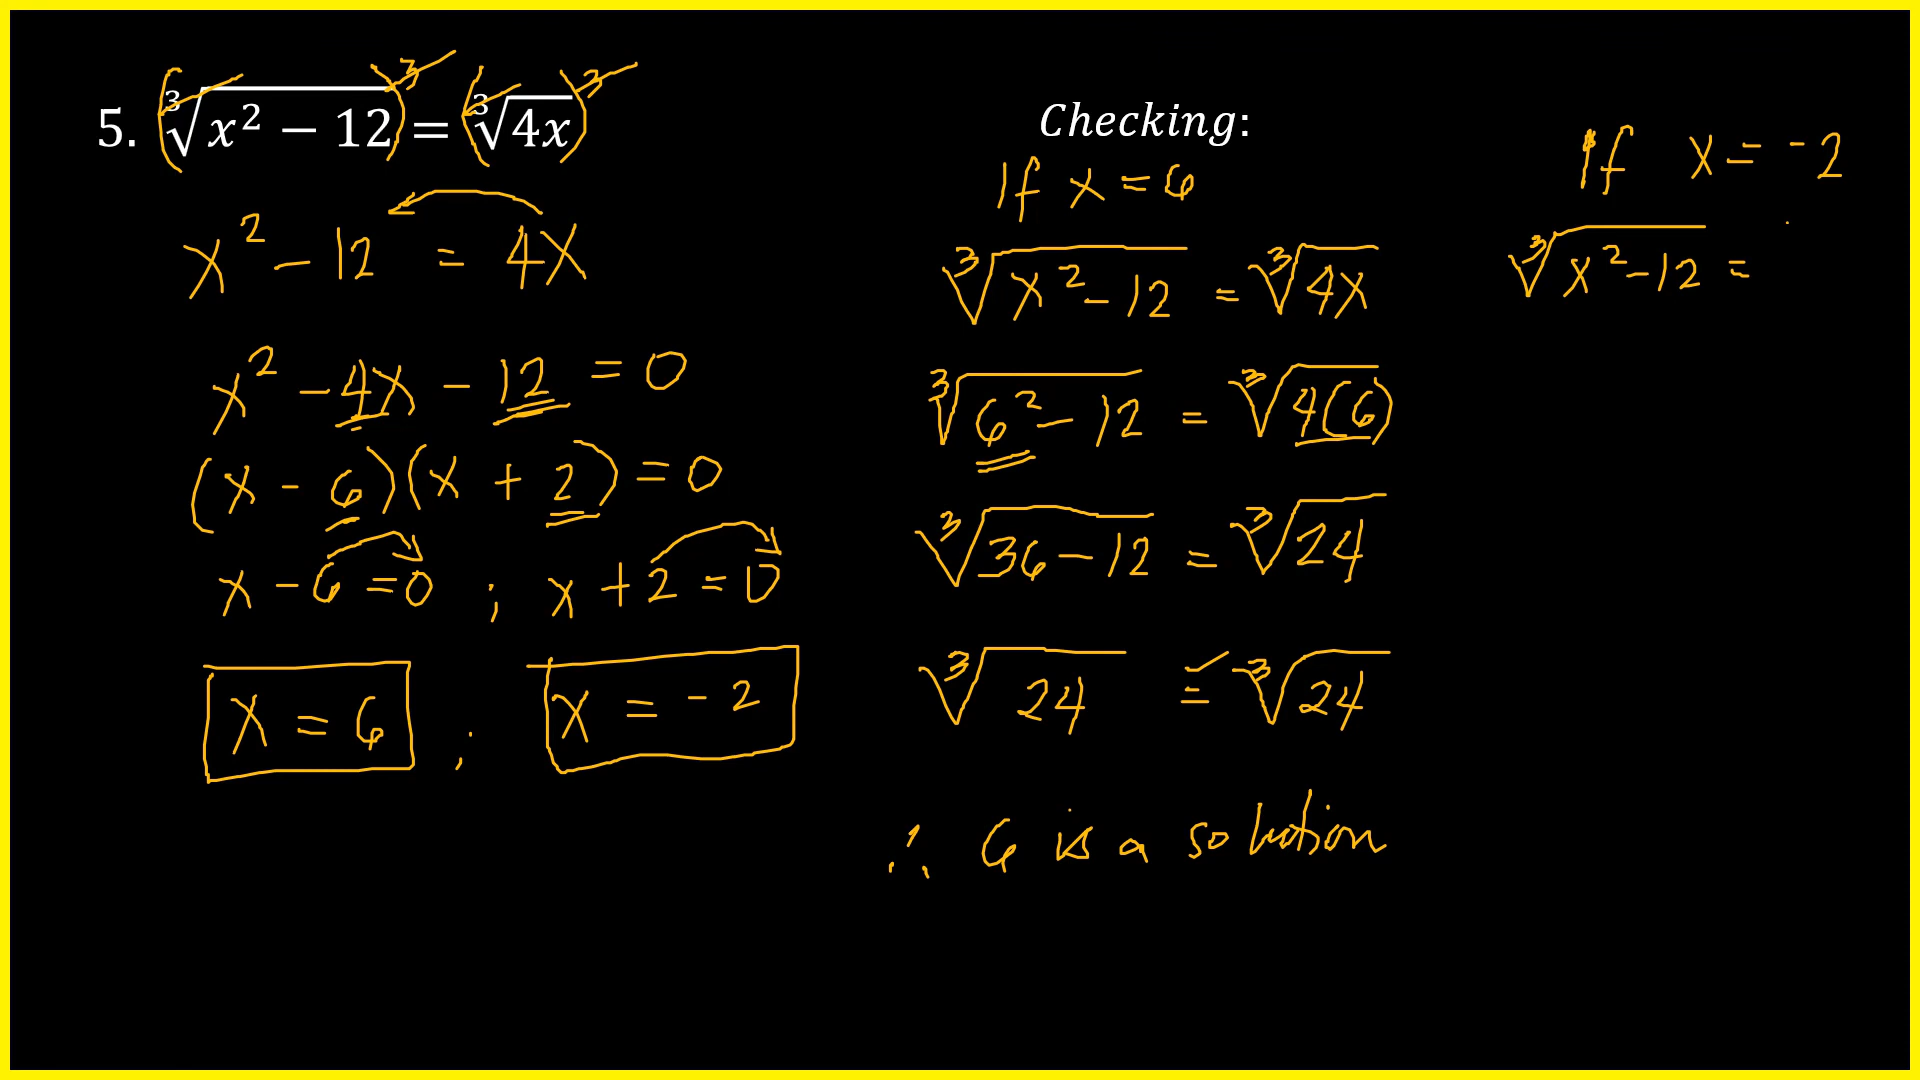 5. ∛(x² − 12) = ∛(4x)
( )³ ( )³
x² − 12 = 4x
x² − 4x − 12 = 0
(x − 6)(x + 2) = 0
x − 6 = 0 ; x + 2 = 0
x = 6 ; x = -2
Checking:
If x = 6
∛(x² − 12) = ∛(4x)
∛(6² − 12) = ∛(4(6))
∛(36 − 12) = ∛24
∛24 = ∛24
∴ 6 is a solution
If x = -2
∛(x² − 12) =